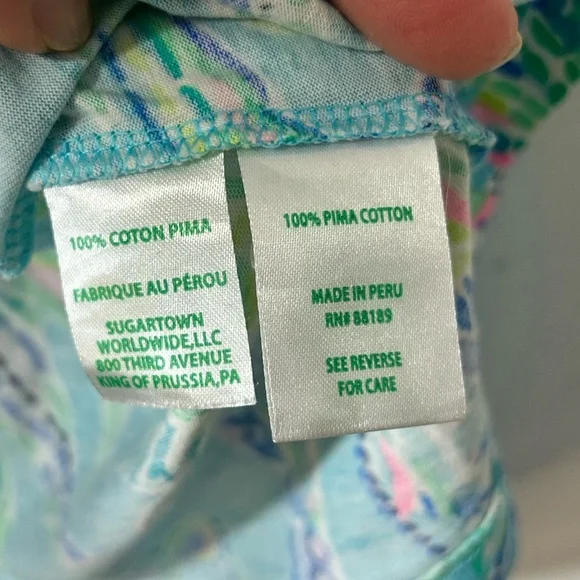 100% COTON PIMA
FABRIQUE AU PÉROU
SUGARTOWN
WORLDWIDE,LLC
800 THIRD AVENUE
KING OF PRUSSIA,PA
100% PIMA COTTON
MADE IN PERU
RN# 88189
SEE REVERSE
FOR CARE